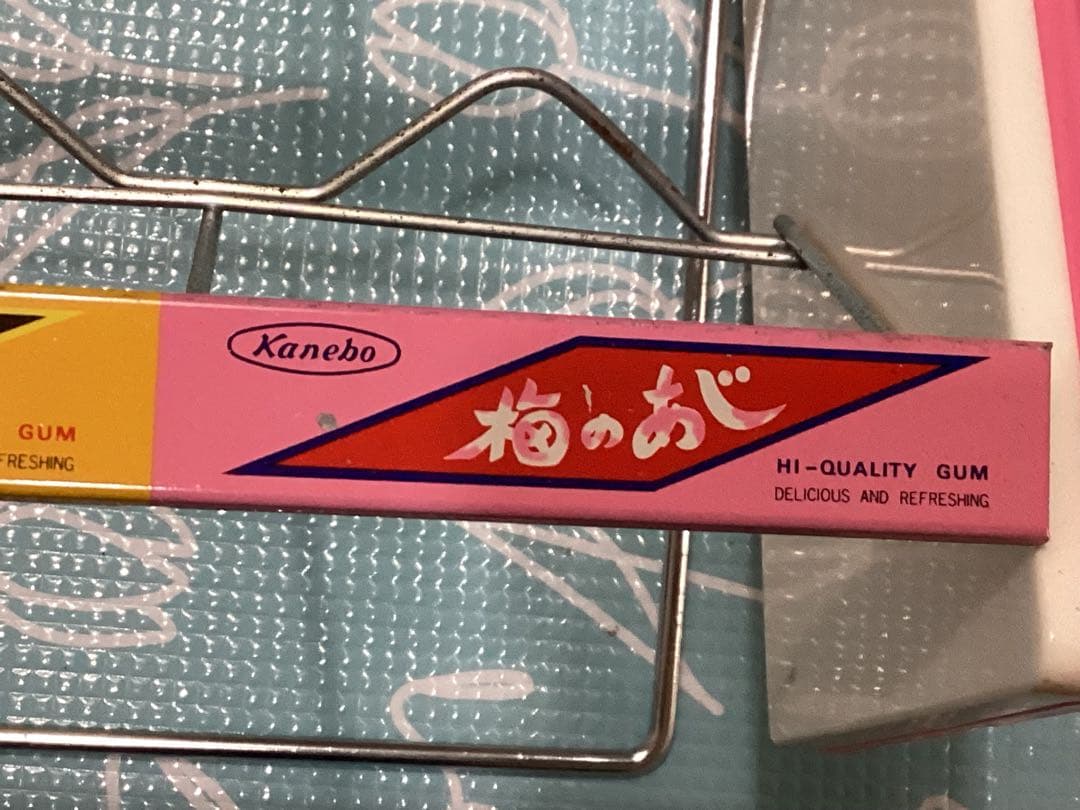 GUM
FRESHING
Kanebo
梅のあじ
HI-QUALITY GUM
DELICIOUS AND REFRESHING